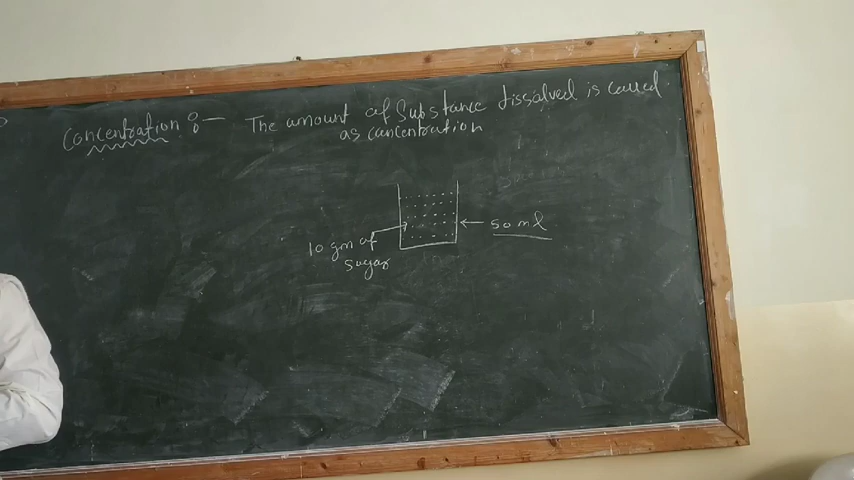 Concentration :— The amount of Substance dissolved is called
as concentration
50 ml
10 gm of
sugar